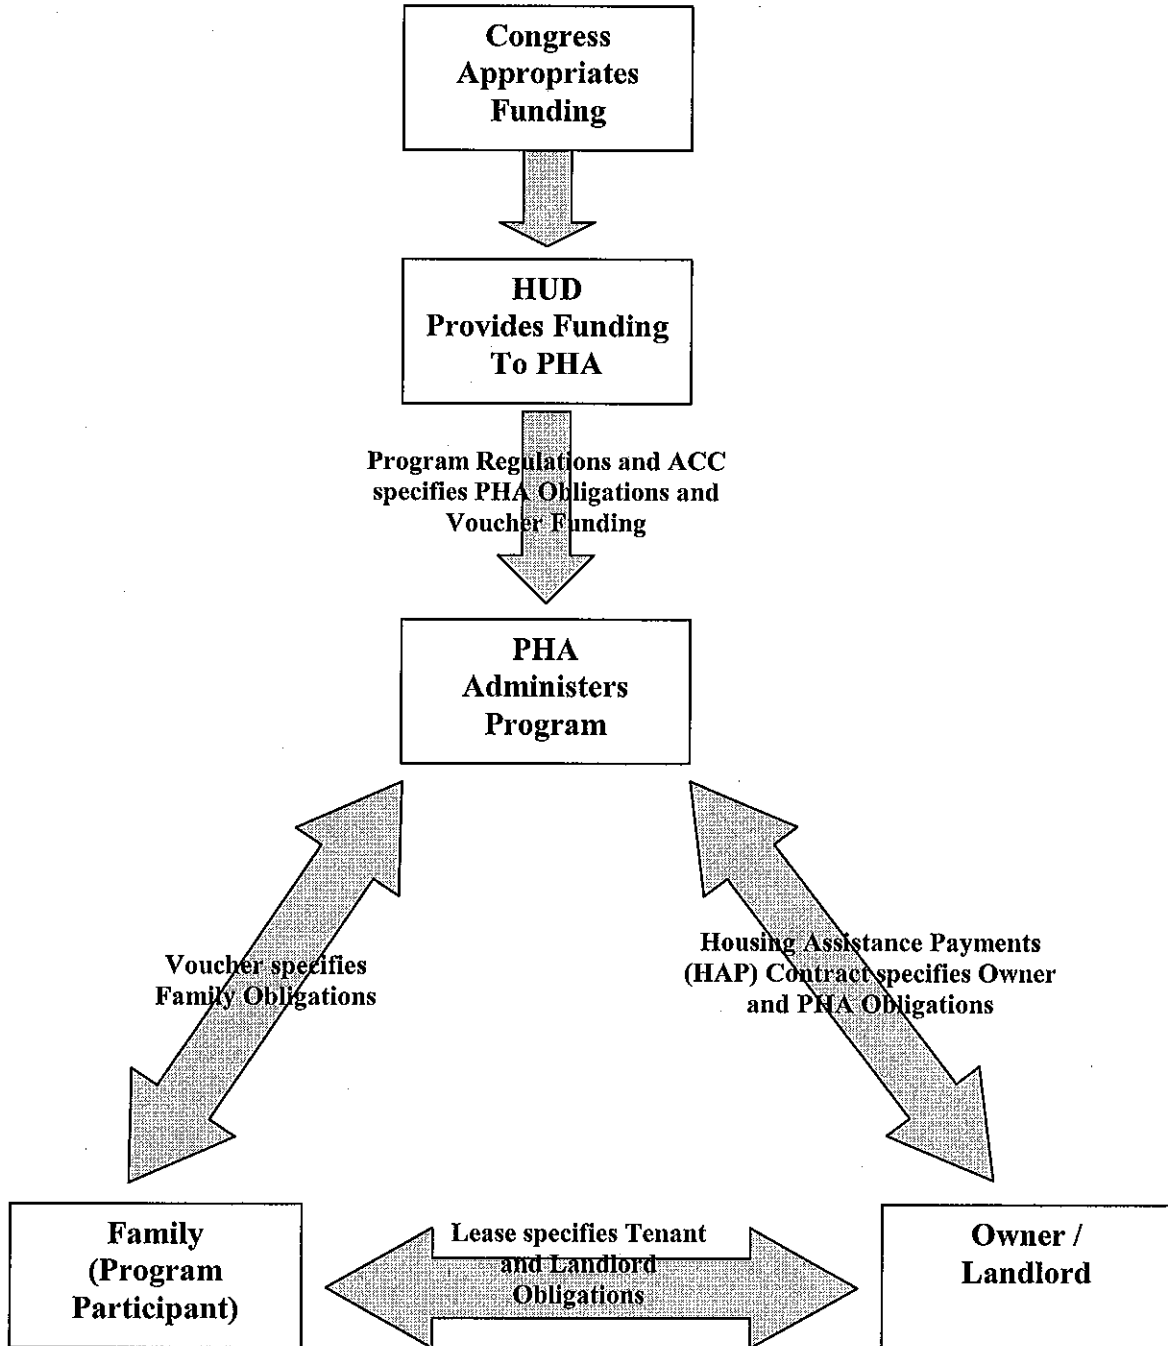 Congress
Appropriates
Funding
HUD
Provides Funding
To PHA
Program Regulations and ACC
specifies PHA Obligations and
Voucher Funding
PHA
Administers
Program
Voucher specifies
Family Obligations
Housing Assistance Payments
(HAP) Contract specifies Owner
and PHA Obligations
Family
(Program
Participant)
Lease specifies Tenant
and Landlord
Obligations
Owner /
Landlord